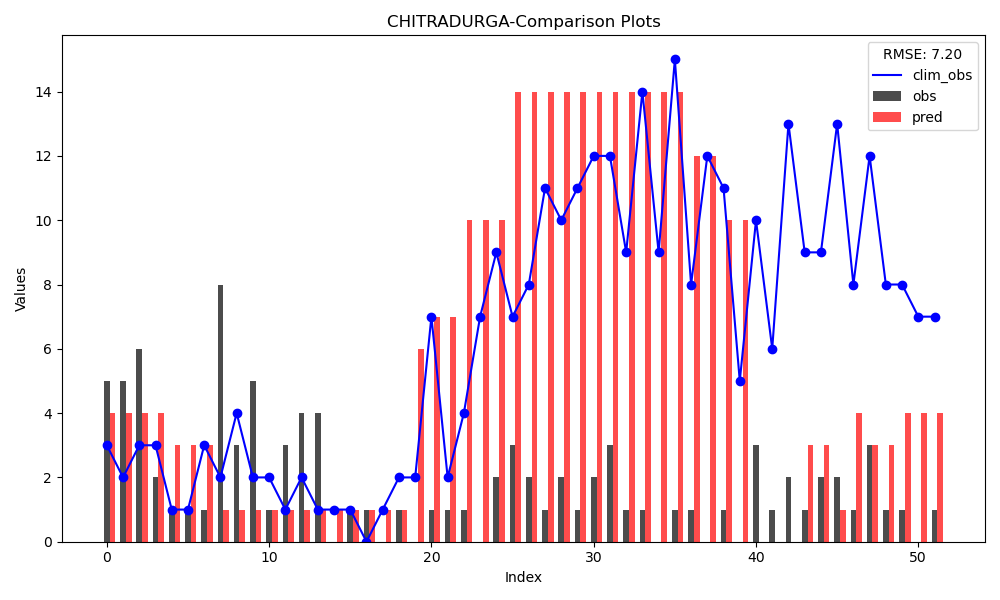 CHITRADURGA-Comparison Plots
RMSE: 7.20
clim_obs
obs
pred
Values
14
12
10
8
6
4
2
0
0 10 20 30 40 50
Index